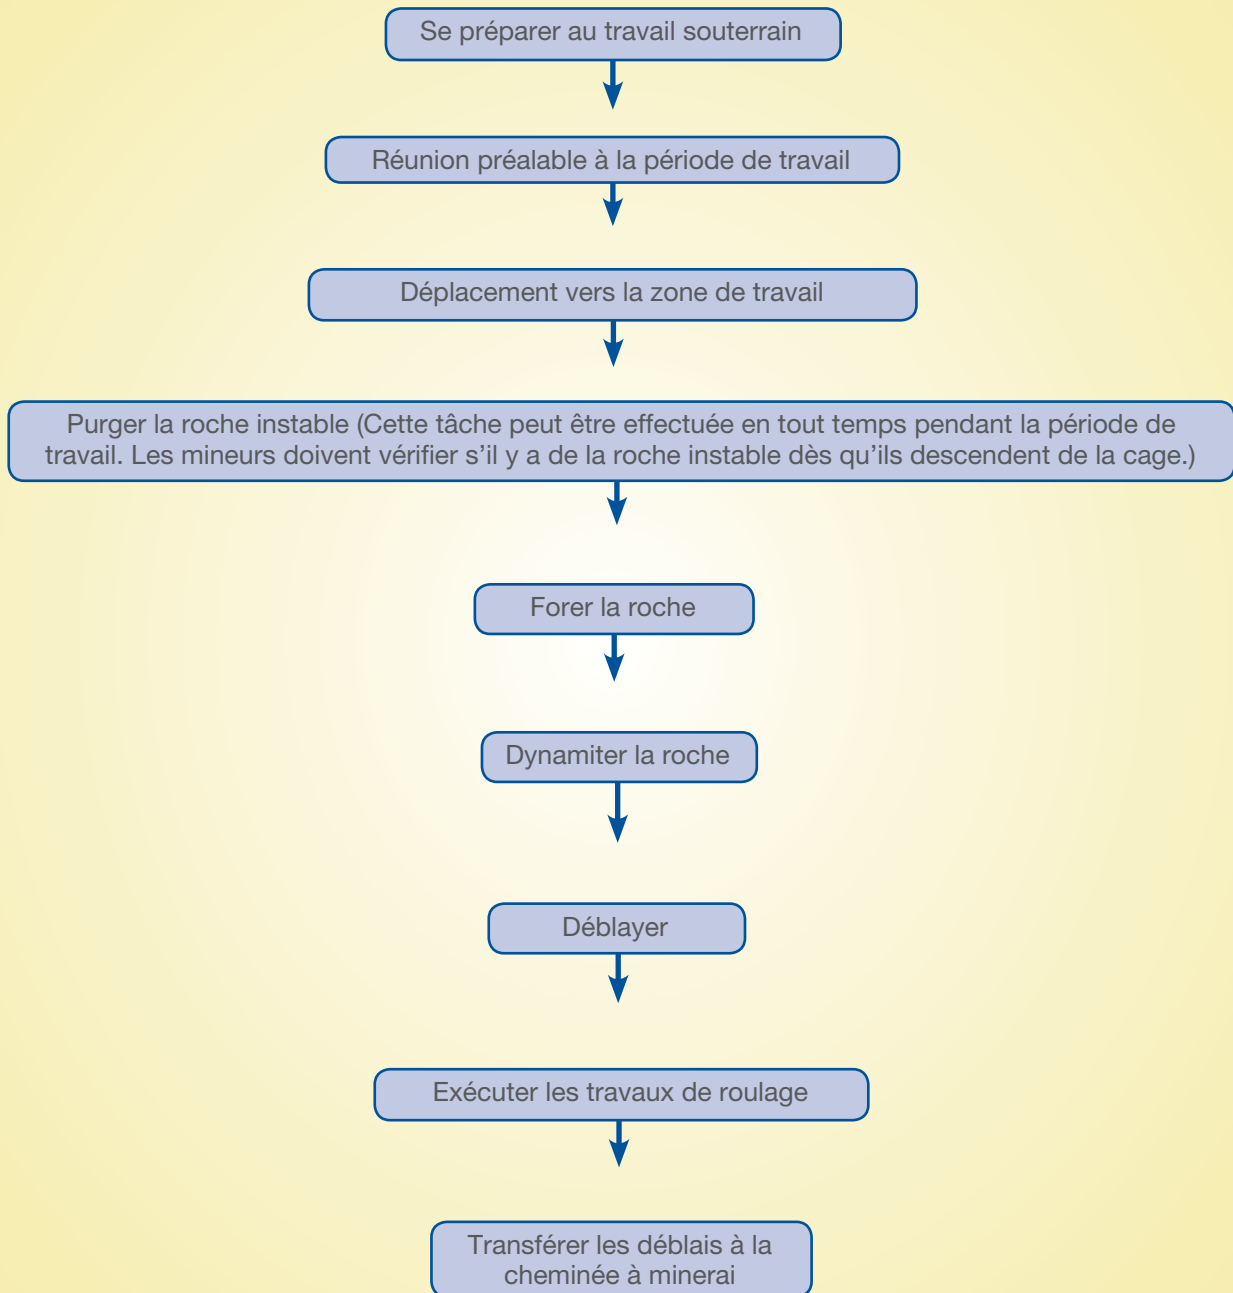 Se préparer au travail souterrain
Réunion préalable à la période de travail
Déplacement vers la zone de travail
Purger la roche instable (Cette tâche peut être effectuée en tout temps pendant la période de
travail. Les mineurs doivent vérifier s’il y a de la roche instable dès qu’ils descendent de la cage.)
Forer la roche
Dynamiter la roche
Déblayer
Exécuter les travaux de roulage
Transférer les déblais à la
cheminée à minerai